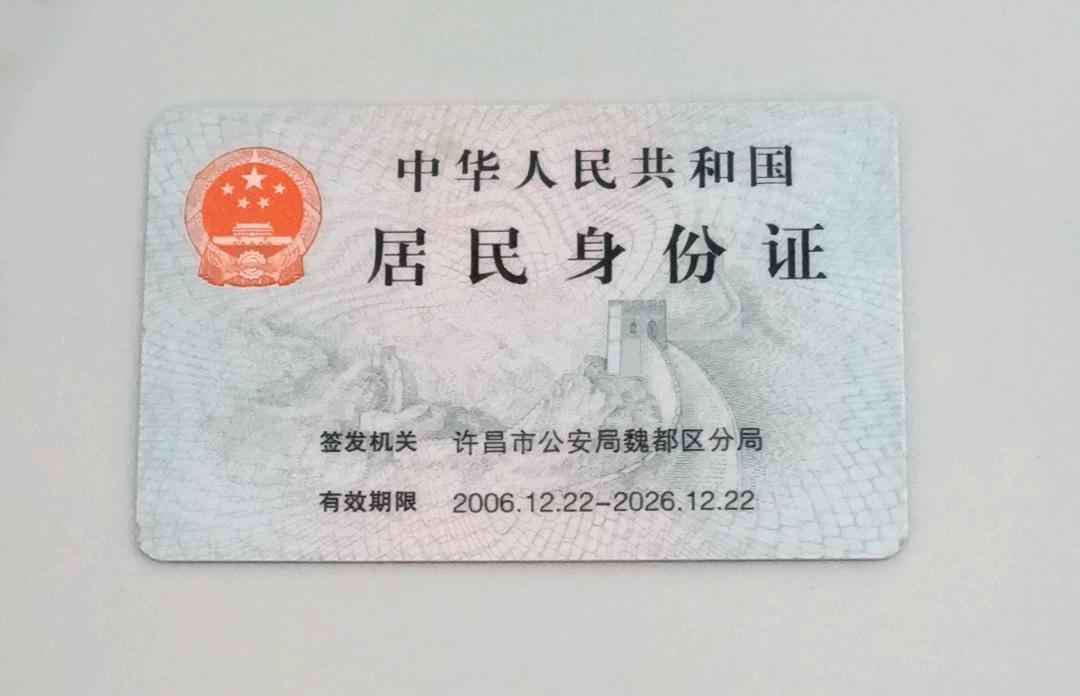 中华人民共和国
居民身份证
签发机关 许昌市公安局魏都区分局
有效期限 2006.12.22-2026.12.22